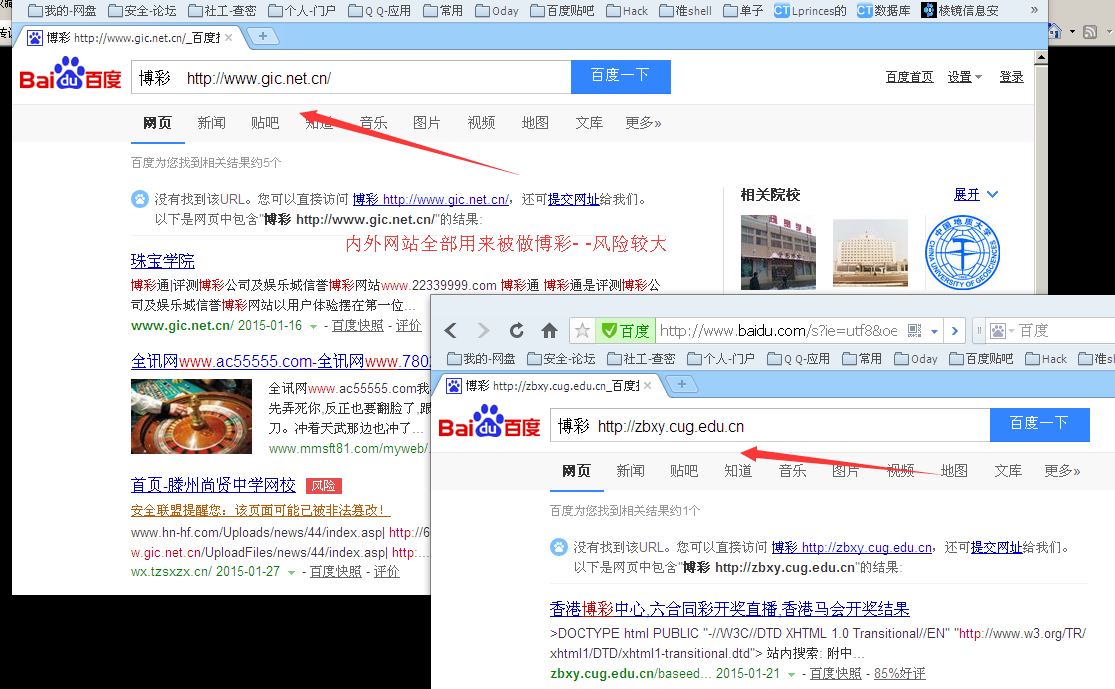 我的-网盘 安全-论坛 社工-查密 个人-门户 Q Q-应用 常用 Oday 百度贴吧 Hack 淮shell 单子 Lprinces的 数据库 棱镜信息安 »
博彩 http://www.gic.net.cn/_百度搜
Bai du 百度 博彩 http://www.gic.net.cn/ 百度一下 百度首页 设置 登录
网页 新闻 贴吧 知道 音乐 图片 视频 地图 文库 更多»
百度为您找到相关结果约5个
没有找到该URL。您可以直接访问 博彩 http://www.gic.net.cn/，还可提交网址给我们。
以下是网页中包含"博彩 http://www.gic.net.cn/"的结果:
相关院校 展开
内外网站全部用来被做博彩- -风险较大
中国地质大学
CHINA UNIVERSITY OF GEOSCIENCES
珠宝学院
博彩通|评测博彩公司及娱乐城信誉博彩网站www.22339999.com 博彩通 博彩通是评测博彩公
司及娱乐城信誉博彩网站以用户体验摆在第一位...
www.gic.net.cn/ 2015-01-16 - 百度快照 - 评价
全讯网www.ac55555.com-全讯网www.780
全讯网www.ac55555.com我
先弄死你,反正也要翻脸了,跟
刀。冲着天武那边也冲了...
www.mmsft81.com/myweb/
首页-滕州尚贤中学网校 风险
安全联盟提醒您：该页面可能已被非法篡改！
www.hn-hf.com/Uploads/news/44/index.asp| http://6
w.gic.net.cn/UploadFiles/news/44/index.asp| http:...
wx.tzsxzx.cn/ 2015-01-27 - 百度快照 - 评价
百度 http://www.baidu.com/s?ie=utf8&oe 百度
我的-网盘 安全-论坛 社工-查密 个人-门户 Q Q-应用 常用 Oday 百度贴吧 Hack 淮sh
博彩 http://zbxy.cug.edu.cn_百度搜
Bai du 百度 博彩 http://zbxy.cug.edu.cn 百度一下
网页 新闻 贴吧 知道 音乐 图片 视频 地图 文库 更多»
百度为您找到相关结果约1个
没有找到该URL。您可以直接访问 博彩 http://zbxy.cug.edu.cn，还可提交网址给我们。
以下是网页中包含"博彩 http://zbxy.cug.edu.cn"的结果:
香港博彩中心,六合同彩开奖直播,香港马会开奖结果
>DOCTYPE html PUBLIC "-//W3C//DTD XHTML 1.0 Transitional//EN" "http://www.w3.org/TR/
xhtml1/DTD/xhtml1-transitional.dtd"> 站内搜索: 附中...
zbxy.cug.edu.cn/baseed... 2015-01-21 - 百度快照 - 85%好评